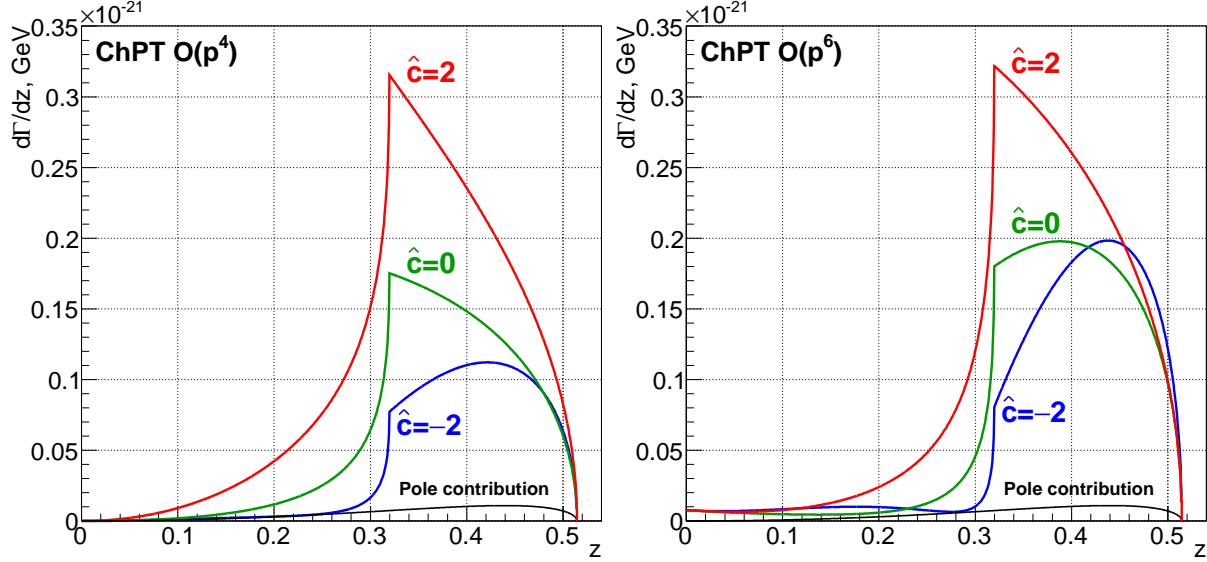 ×10⁻²¹
dΓ/dz, GeV
ChPT O(p⁴)
ĉ=2
ĉ=0
ĉ=−2
Pole contribution
0.35
0.3
0.25
0.2
0.15
0.1
0.05
0
0 0.1 0.2 0.3 0.4 0.5 z
×10⁻²¹
dΓ/dz, GeV
ChPT O(p⁶)
ĉ=2
ĉ=0
ĉ=−2
Pole contribution
0.35
0.3
0.25
0.2
0.15
0.1
0.05
0
0 0.1 0.2 0.3 0.4 0.5 z